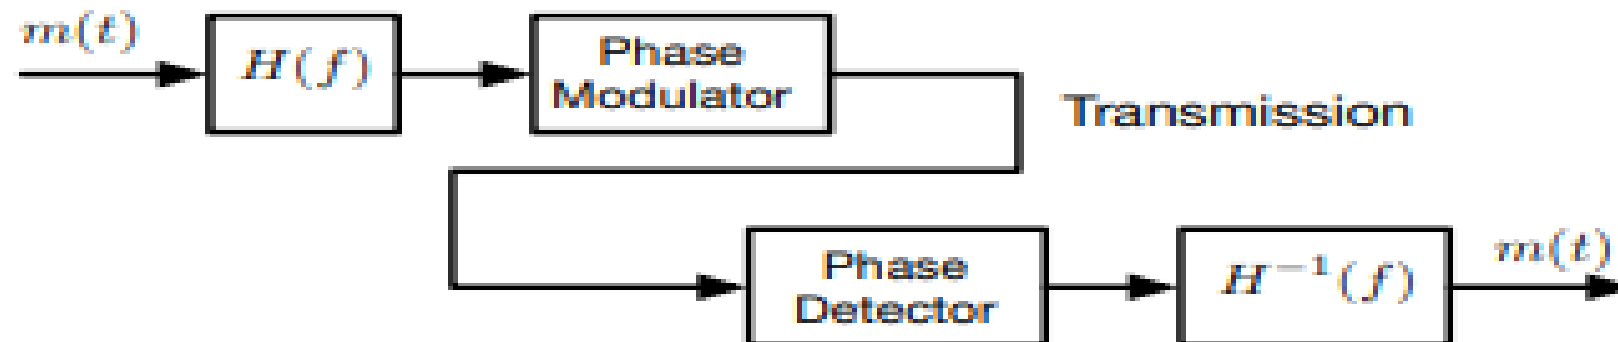 m(t)
H(f)
Phase
Modulator
Transmission
Phase
Detector
H⁻¹(f)
m(t)